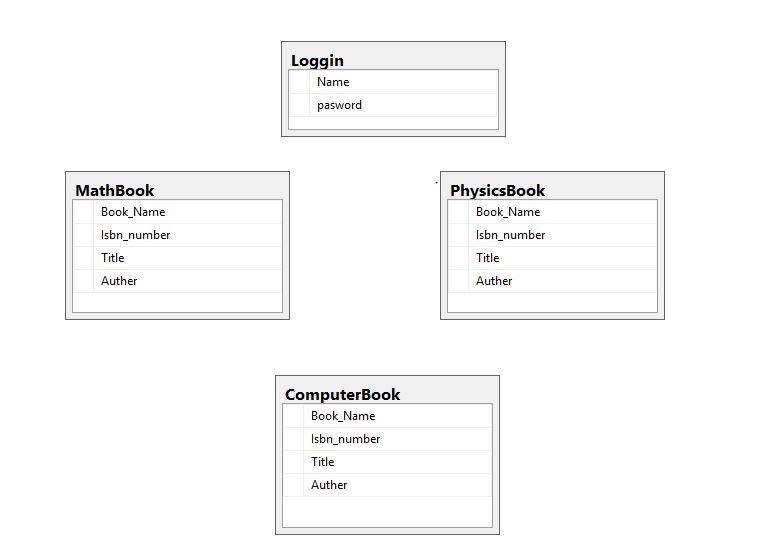 Loggin
Name
pasword
MathBook
Book_Name
Isbn_number
Title
Auther
PhysicsBook
Book_Name
Isbn_number
Title
Auther
ComputerBook
Book_Name
Isbn_number
Title
Auther